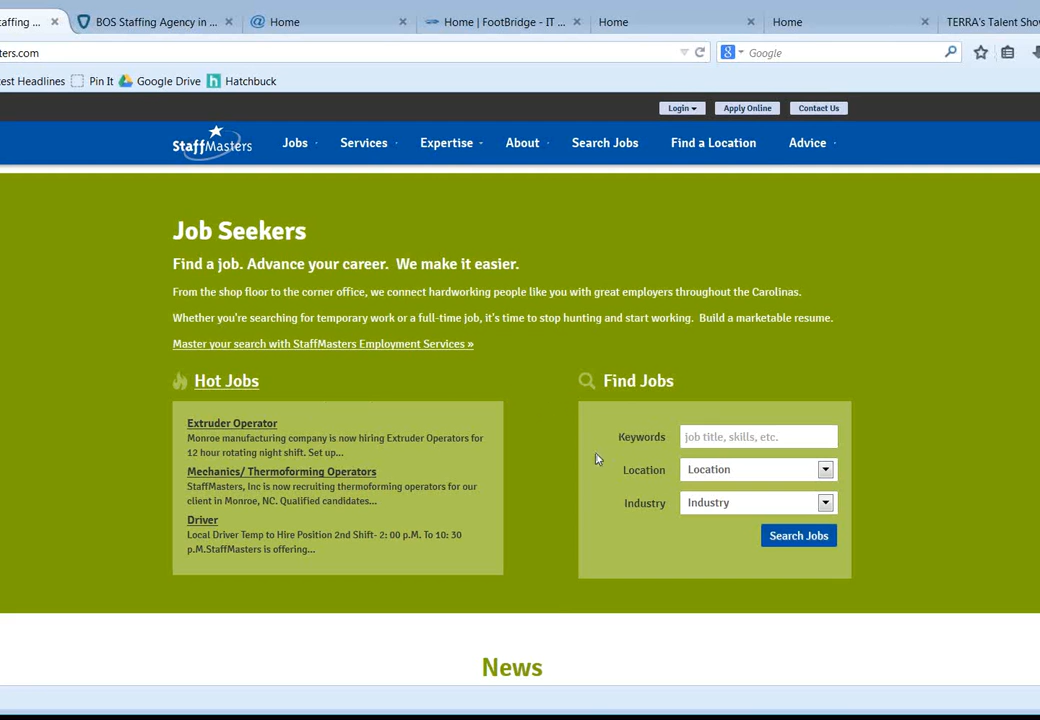 taffing ...
BOS Staffing Agency in ...
Home
Home | FootBridge - IT ...
Home
Home
TERRA's Talent Show
ters.com
Google
test Headlines
Pin It
Google Drive
Hatchbuck
Login
Apply Online
Contact Us
StaffMasters
Jobs
Services
Expertise
About
Search Jobs
Find a Location
Advice
Job Seekers
Find a job. Advance your career. We make it easier.
From the shop floor to the corner office, we connect hardworking people like you with great employers throughout the Carolinas.
Whether you're searching for temporary work or a full-time job, it's time to stop hunting and start working. Build a marketable resume.
Master your search with StaffMasters Employment Services »
Hot Jobs
Extruder Operator
Monroe manufacturing company is now hiring Extruder Operators for
12 hour rotating night shift. Set up...
Mechanics/ Thermoforming Operators
StaffMasters, Inc is now recruiting thermoforming operators for our
client in Monroe, NC. Qualified candidates...
Driver
Local Driver Temp to Hire Position 2nd Shift- 2: 00 p.M. To 10: 30
p.M.StaffMasters is offering...
Find Jobs
Keywords
job title, skills, etc.
Location
Location
Industry
Industry
Search Jobs
News